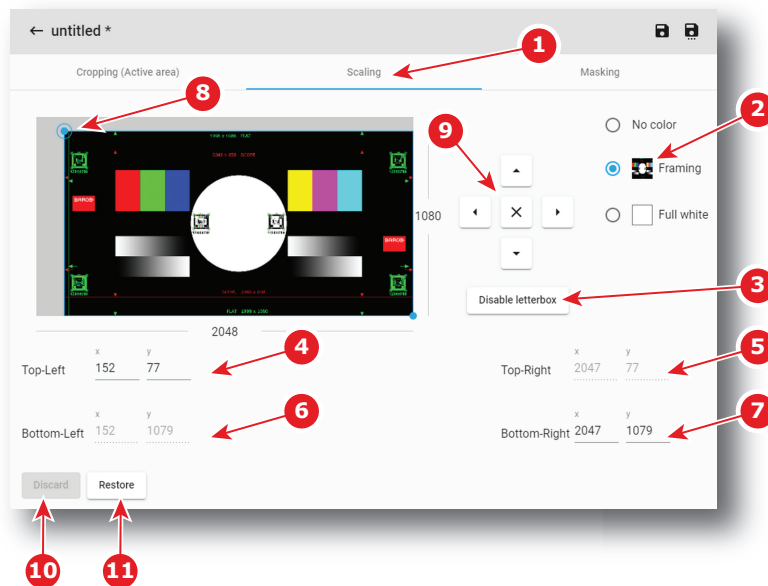 ← untitled *
1
Cropping (Active area)
Scaling
Masking
8
2
9
No color
Framing
Full white
1998 x 1080 FLAT
2048 x 858 SCOPE
BARCO
BARCO
FLAT 1998 x 1080
1080
2048
3
Disable letterbox
4
5
Top-Left
x
152
y
77
Top-Right
x
2047
y
77
6
7
Bottom-Left
x
152
y
1079
Bottom-Right
x
2047
y
1079
Discard
Restore
10
11